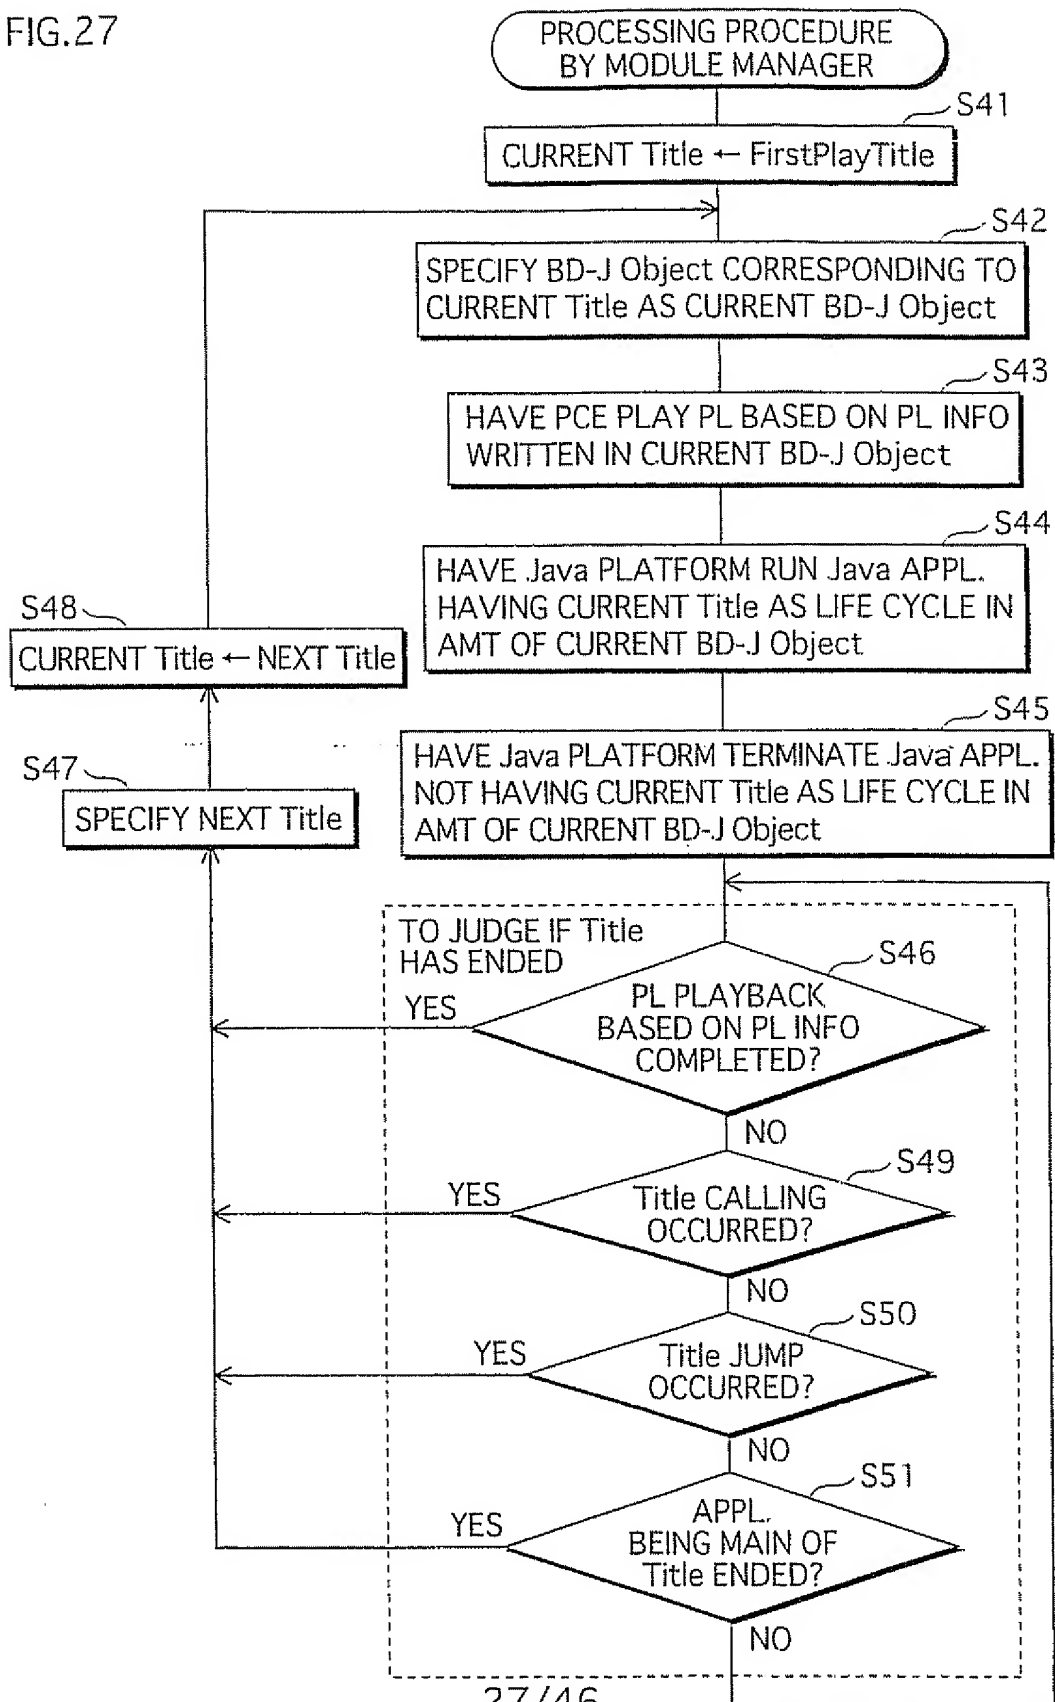 FIG.27
PROCESSING PROCEDURE
BY MODULE MANAGER
S41
CURRENT Title ← FirstPlayTitle
S42
SPECIFY BD-J Object CORRESPONDING TO
CURRENT Title AS CURRENT BD-J Object
S43
HAVE PCE PLAY PL BASED ON PL INFO
WRITTEN IN CURRENT BD-J Object
S44
HAVE Java PLATFORM RUN Java APPL.
HAVING CURRENT Title AS LIFE CYCLE IN
AMT OF CURRENT BD-J Object
S48
CURRENT Title ← NEXT Title
S45
HAVE Java PLATFORM TERMINATE Java APPL.
NOT HAVING CURRENT Title AS LIFE CYCLE IN
AMT OF CURRENT BD-J Object
S47
SPECIFY NEXT Title
TO JUDGE IF Title
HAS ENDED
S46
PL PLAYBACK
BASED ON PL INFO
COMPLETED?
YES
NO
S49
Title CALLING
OCCURRED?
YES
NO
S50
Title JUMP
OCCURRED?
YES
NO
S51
APPL.
BEING MAIN OF
Title ENDED?
YES
NO
27/46